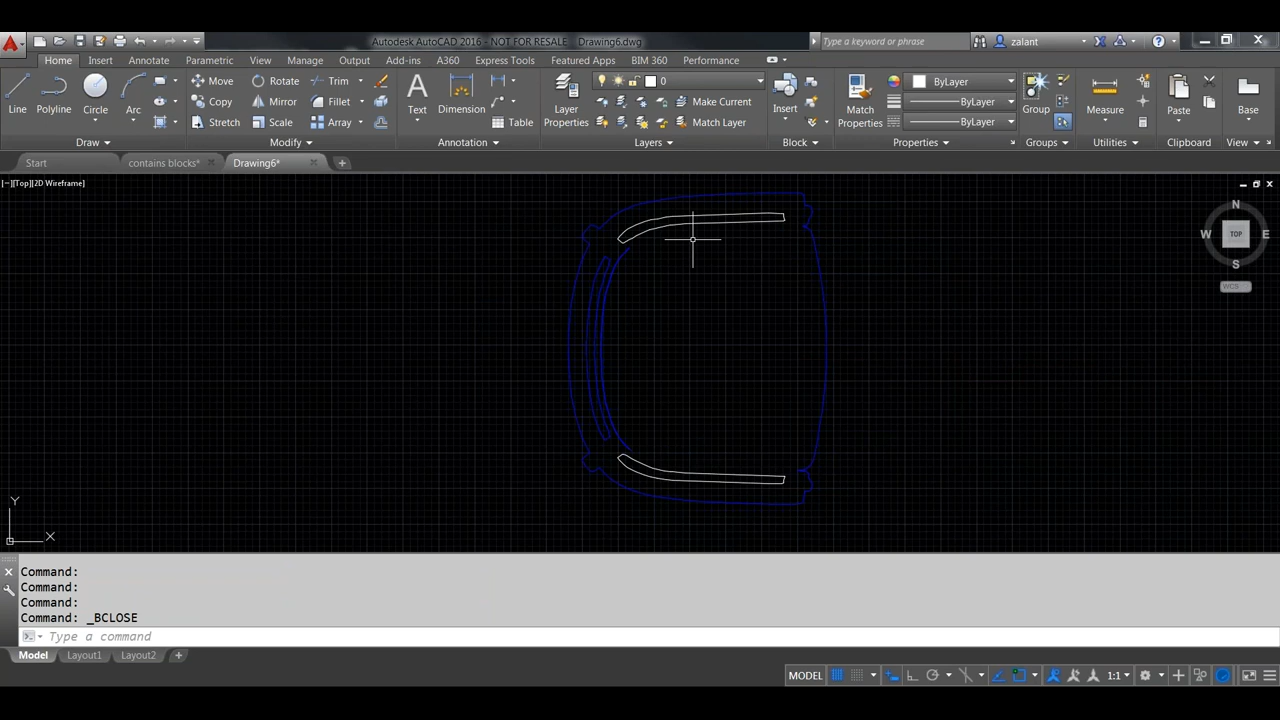 Autodesk AutoCAD 2016 - NOT FOR RESALE Drawing6.dwg
Type a keyword or phrase
zalant
Home Insert Annotate Parametric View Manage Output Add-ins A360 Express Tools Featured Apps BIM 360 Performance
Line
Polyline
Circle
Arc
Move
Copy
Stretch
Rotate
Mirror
Scale
Trim
Fillet
Array
Text
Dimension
Table
Layer
Properties
0
Make Current
Match Layer
Insert
Match
Properties
ByLayer
ByLayer
ByLayer
Group
Measure
Paste
Base
Draw Modify Annotation Layers Block Properties Groups Utilities Clipboard View
Start contains blocks* Drawing6*
[−][Top][2D Wireframe]
N
W TOP E
S
WCS
Y
X
Command:
Command:
Command:
Command: _BCLOSE
Type a command
Model Layout1 Layout2
MODEL 1:1